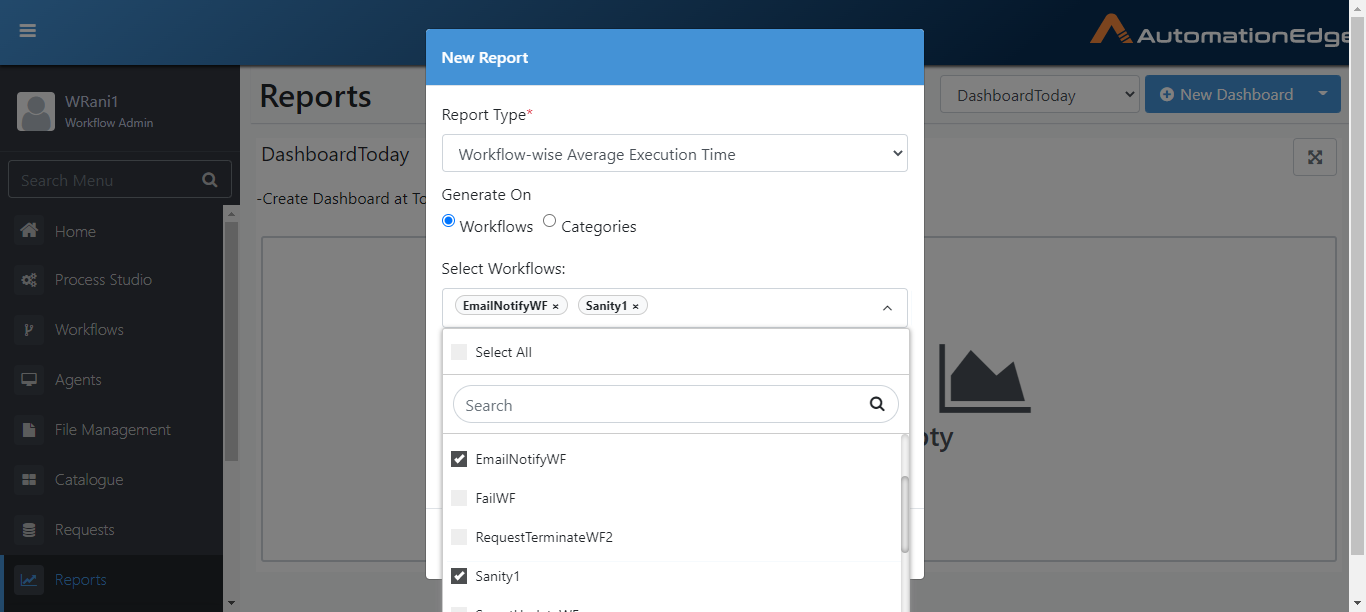 AutomationEdge
New Report
WRani1
Workflow Admin
Reports
DashboardToday
New Dashboard
Report Type*
Workflow-wise Average Execution Time
DashboardToday
Search Menu
-Create Dashboard at To
Generate On
Workflows
Categories
Select Workflows:
EmailNotifyWF ×
Sanity1 ×
Select All
Search
EmailNotifyWF
FailWF
RequestTerminateWF2
Sanity1
Home
Process Studio
Workflows
Agents
File Management
Catalogue
Requests
Reports
pty